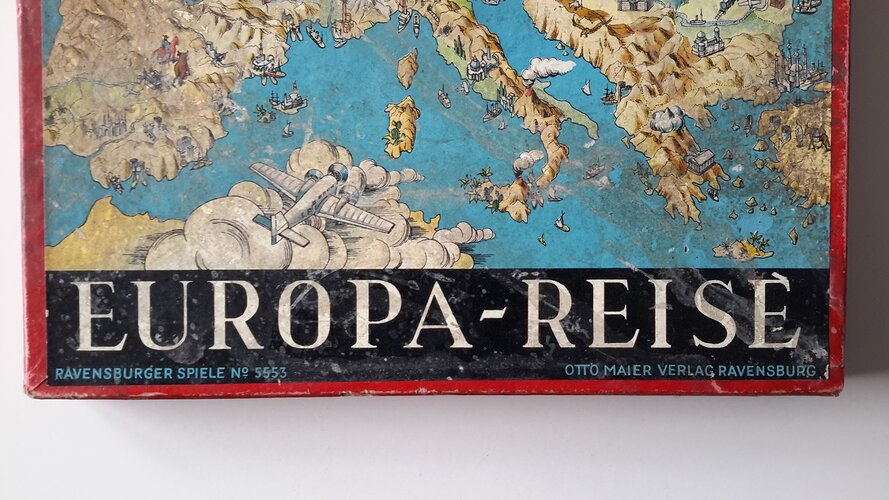 EUROPA-REISE
RAVENSBURGER SPIELE Nº 5553 OTTO MAIER VERLAG, RAVENSBURG